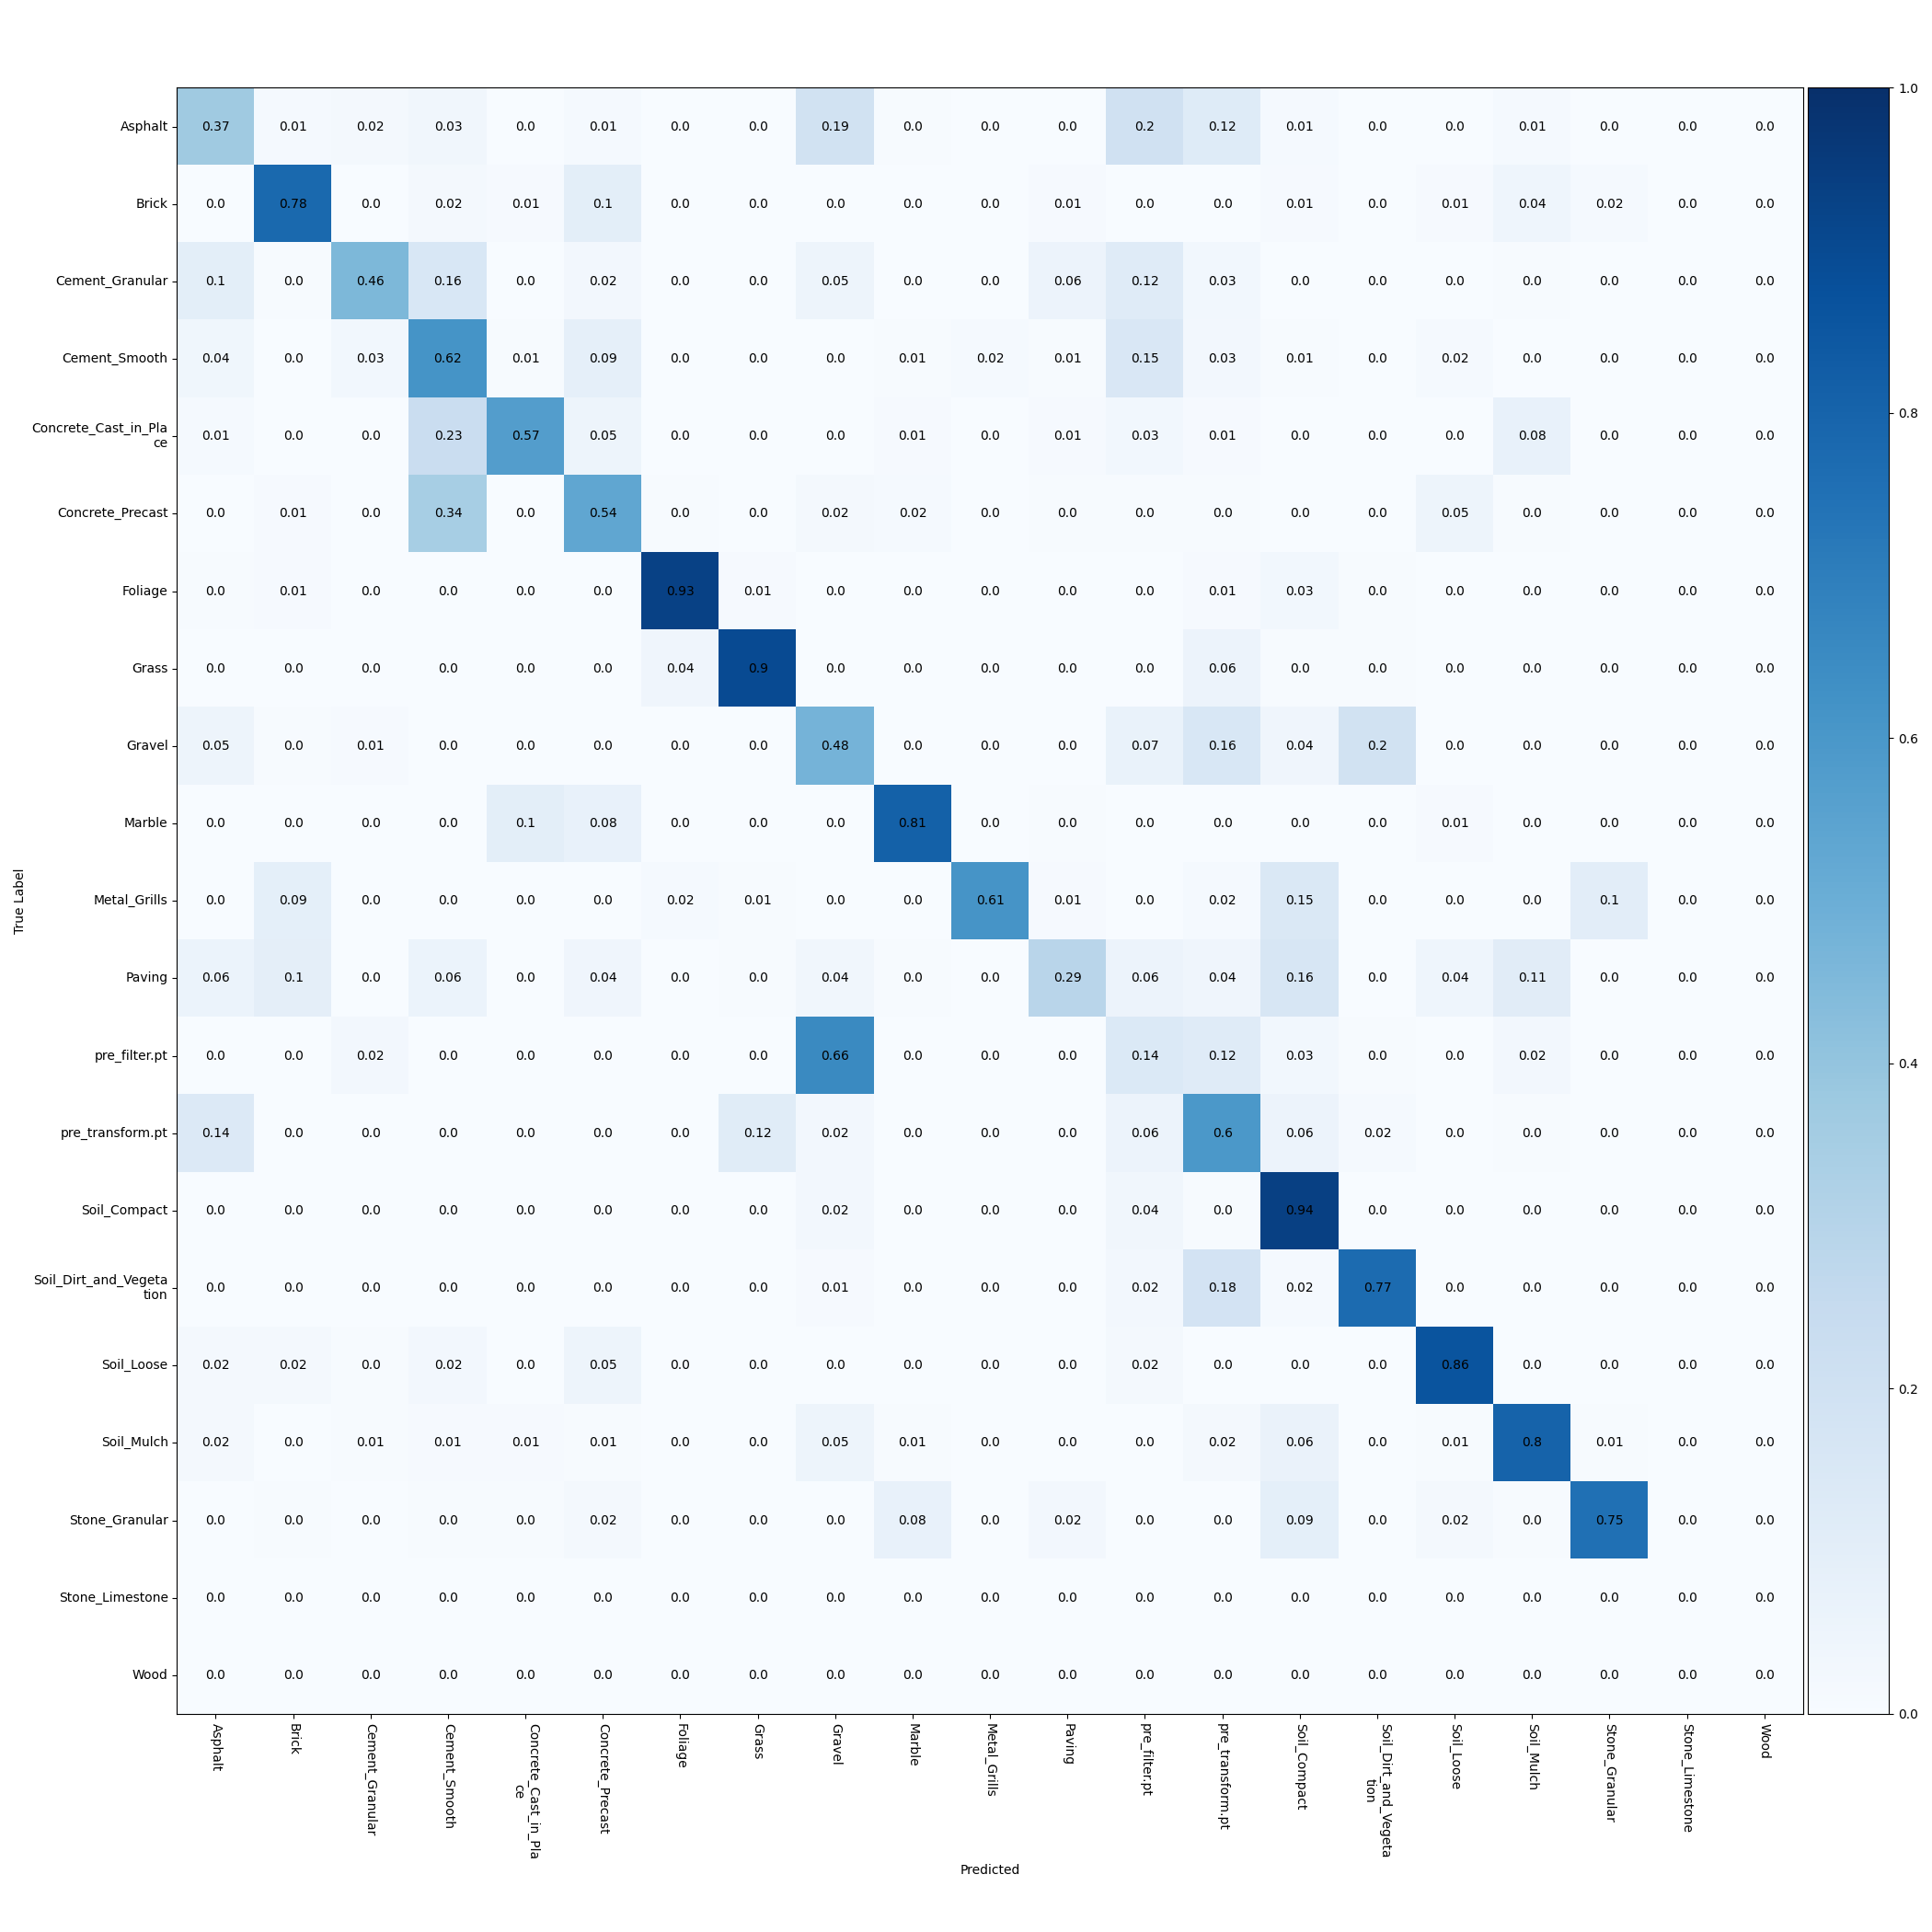 Asphalt 0.37 0.01 0.02 0.03 0.0 0.01 0.0 0.0 0.19 0.0 0.0 0.0 0.2 0.12 0.01 0.0 0.0 0.01 0.0 0.0 0.0 1.0
Brick 0.0 0.78 0.0 0.02 0.01 0.1 0.0 0.0 0.0 0.0 0.0 0.01 0.0 0.0 0.01 0.0 0.01 0.04 0.02 0.0 0.0
Cement_Granular 0.1 0.0 0.46 0.16 0.0 0.02 0.0 0.0 0.05 0.0 0.0 0.06 0.12 0.03 0.0 0.0 0.0 0.0 0.0 0.0 0.0
Cement_Smooth 0.04 0.0 0.03 0.62 0.01 0.09 0.0 0.0 0.0 0.01 0.02 0.01 0.15 0.03 0.01 0.0 0.02 0.0 0.0 0.0 0.0
0.8
Concrete_Cast_in_Pla
ce 0.01 0.0 0.0 0.23 0.57 0.05 0.0 0.0 0.0 0.01 0.0 0.01 0.03 0.01 0.0 0.0 0.0 0.08 0.0 0.0 0.0
Concrete_Precast 0.0 0.01 0.0 0.34 0.0 0.54 0.0 0.0 0.02 0.02 0.0 0.0 0.0 0.0 0.0 0.0 0.05 0.0 0.0 0.0 0.0
Foliage 0.0 0.01 0.0 0.0 0.0 0.0 0.93 0.01 0.0 0.0 0.0 0.0 0.0 0.01 0.03 0.0 0.0 0.0 0.0 0.0 0.0
Grass 0.0 0.0 0.0 0.0 0.0 0.0 0.04 0.9 0.0 0.0 0.0 0.0 0.0 0.06 0.0 0.0 0.0 0.0 0.0 0.0 0.0
Gravel 0.05 0.0 0.01 0.0 0.0 0.0 0.0 0.0 0.48 0.0 0.0 0.0 0.07 0.16 0.04 0.2 0.0 0.0 0.0 0.0 0.0 0.6
Marble 0.0 0.0 0.0 0.0 0.1 0.08 0.0 0.0 0.0 0.81 0.0 0.0 0.0 0.0 0.0 0.0 0.01 0.0 0.0 0.0 0.0
True Label
Metal_Grills 0.0 0.09 0.0 0.0 0.0 0.0 0.02 0.01 0.0 0.0 0.61 0.01 0.0 0.02 0.15 0.0 0.0 0.0 0.1 0.0 0.0
Paving 0.06 0.1 0.0 0.06 0.0 0.04 0.0 0.0 0.04 0.0 0.0 0.29 0.06 0.04 0.16 0.0 0.04 0.11 0.0 0.0 0.0
pre_filter.pt 0.0 0.0 0.02 0.0 0.0 0.0 0.0 0.0 0.66 0.0 0.0 0.0 0.14 0.12 0.03 0.0 0.0 0.02 0.0 0.0 0.0 0.4
pre_transform.pt 0.14 0.0 0.0 0.0 0.0 0.0 0.0 0.12 0.02 0.0 0.0 0.0 0.06 0.6 0.06 0.02 0.0 0.0 0.0 0.0 0.0
Soil_Compact 0.0 0.0 0.0 0.0 0.0 0.0 0.0 0.0 0.02 0.0 0.0 0.0 0.04 0.0 0.94 0.0 0.0 0.0 0.0 0.0 0.0
Soil_Dirt_and_Vegeta
tion 0.0 0.0 0.0 0.0 0.0 0.0 0.0 0.0 0.01 0.0 0.0 0.0 0.02 0.18 0.02 0.77 0.0 0.0 0.0 0.0 0.0
Soil_Loose 0.02 0.02 0.0 0.02 0.0 0.05 0.0 0.0 0.0 0.0 0.0 0.0 0.02 0.0 0.0 0.0 0.86 0.0 0.0 0.0 0.0
0.2
Soil_Mulch 0.02 0.0 0.01 0.01 0.01 0.01 0.0 0.0 0.05 0.01 0.0 0.0 0.0 0.02 0.06 0.0 0.01 0.8 0.01 0.0 0.0
Stone_Granular 0.0 0.0 0.0 0.0 0.0 0.02 0.0 0.0 0.0 0.08 0.0 0.02 0.0 0.0 0.09 0.0 0.02 0.0 0.75 0.0 0.0
Stone_Limestone 0.0 0.0 0.0 0.0 0.0 0.0 0.0 0.0 0.0 0.0 0.0 0.0 0.0 0.0 0.0 0.0 0.0 0.0 0.0 0.0 0.0
Wood 0.0 0.0 0.0 0.0 0.0 0.0 0.0 0.0 0.0 0.0 0.0 0.0 0.0 0.0 0.0 0.0 0.0 0.0 0.0 0.0 0.0
0.0
Asphalt
Brick
Cement_Granular
Cement_Smooth
Concrete_Cast_in_Pla
ce
Concrete_Precast
Foliage
Grass
Gravel
Marble
Metal_Grills
Paving
pre_filter.pt
pre_transform.pt
Soil_Compact
Soil_Dirt_and_Vegeta
tion
Soil_Loose
Soil_Mulch
Stone_Granular
Stone_Limestone
Wood
Predicted